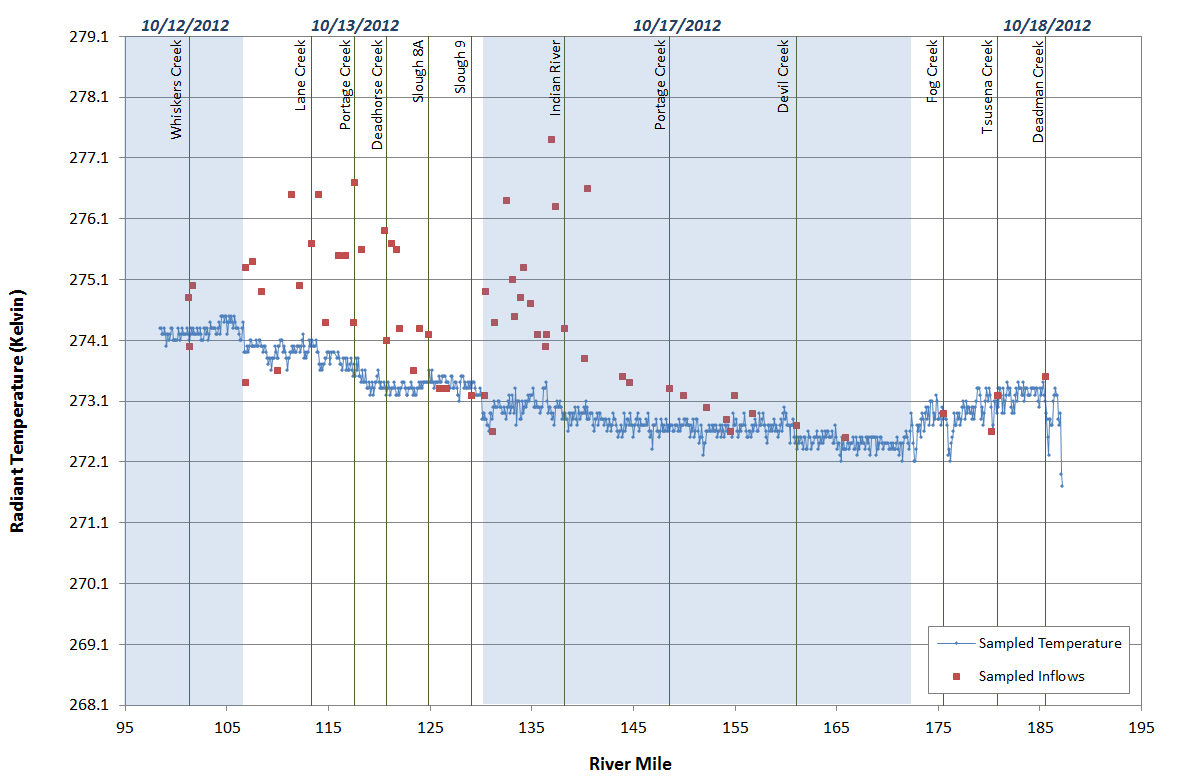 10/12/2012 10/13/2012 10/17/2012 10/18/2012
Whiskers Creek
Lane Creek
Portage Creek
Deadhorse Creek
Slough 8A
Slough 9
Indian River
Portage Creek
Devil Creek
Fog Creek
Tsusena Creek
Deadman Creek
279.1
278.1
277.1
276.1
275.1
274.1
273.1
272.1
271.1
270.1
269.1
268.1
Radiant Temperature (Kelvin)
Sampled Temperature
Sampled Inflows
95 105 115 125 135 145 155 165 175 185 195
River Mile